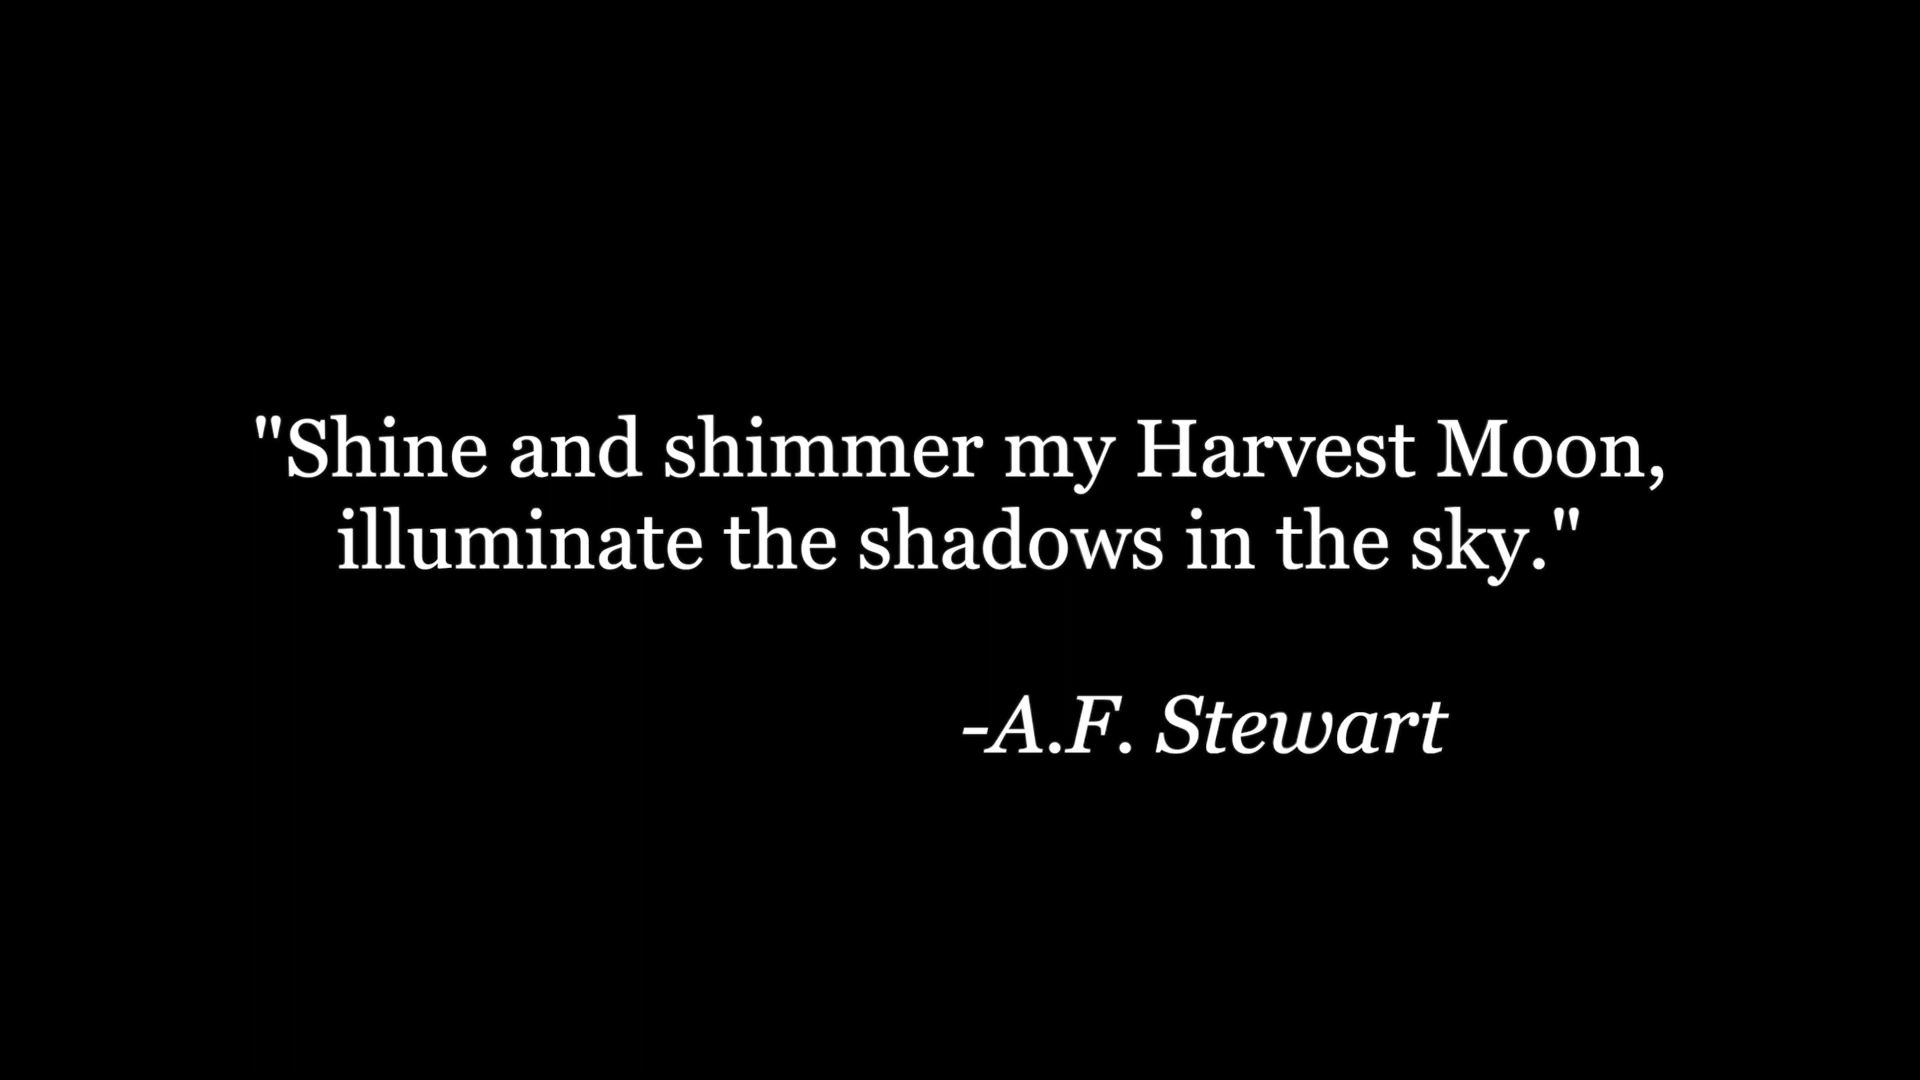 "Shine and shimmer my Harvest Moon,
illuminate the shadows in the sky."
-A.F. Stewart